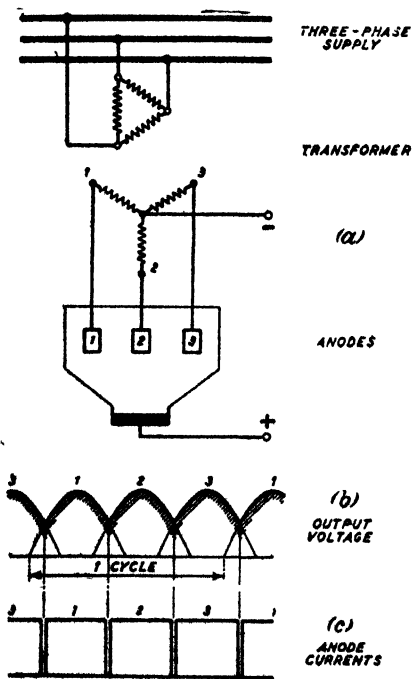 THREE-PHASE
SUPPLY
TRANSFORMER
1 3
2
−
(a)
1 2 3
ANODES
+
3 1 2 3 1
(b)
OUTPUT
VOLTAGE
1 CYCLE
3 1 2 3 1
(c)
ANODE
CURRENTS